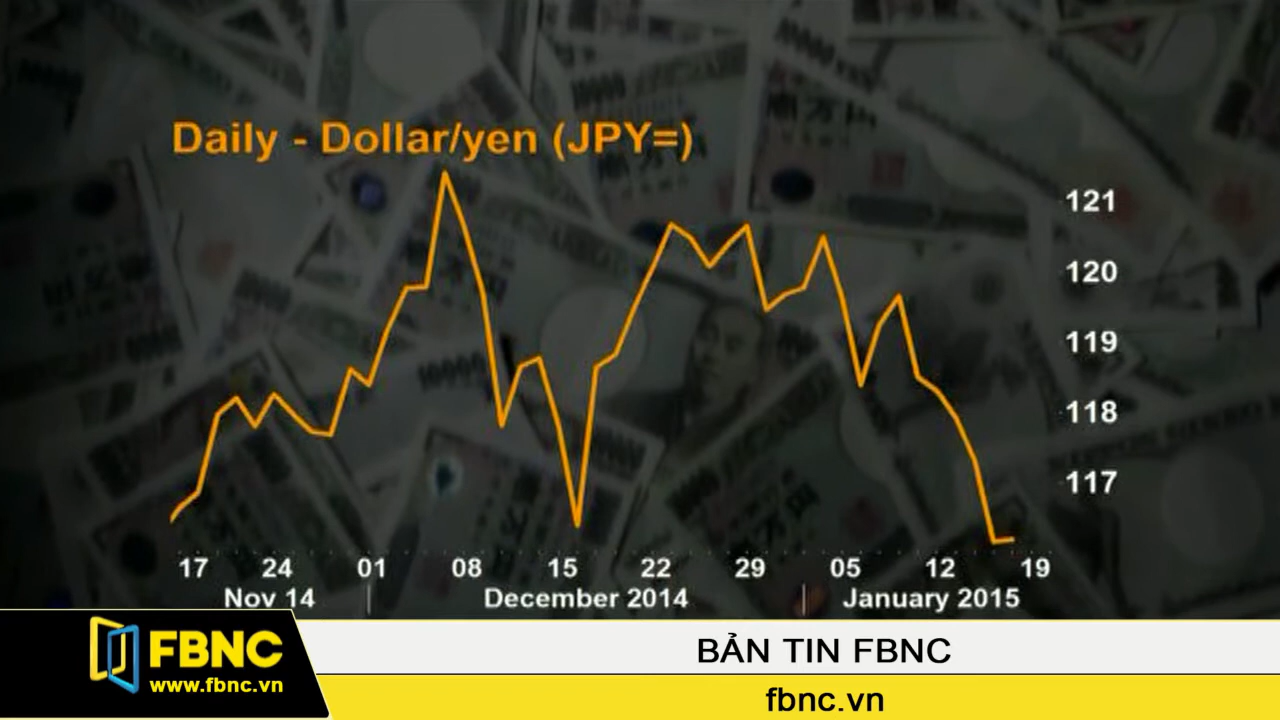 Daily - Dollar/yen (JPY=)
121
120
119
118
117
17 24 01 08 15 22 29 05 12 19
Nov 14 December 2014 January 2015
FBNC
www.fbnc.vn
BẢN TIN FBNC
fbnc.vn